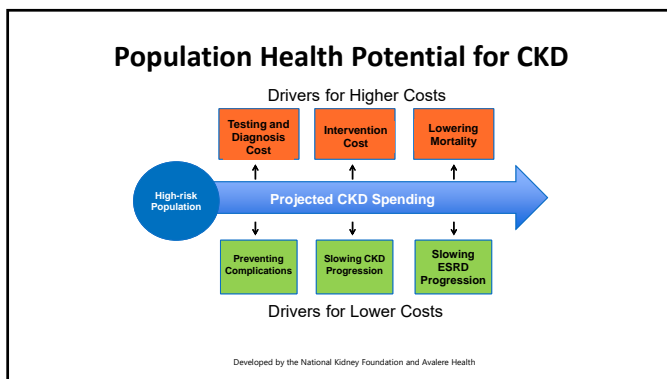 Population Health Potential for CKD
Drivers for Higher Costs
Testing and
Diagnosis
Cost
Intervention
Cost
Lowering
Mortality
High-risk
Population
Projected CKD Spending
Preventing
Complications
Slowing CKD
Progression
Slowing
ESRD
Progression
Drivers for Lower Costs
Developed by the National Kidney Foundation and Avalere Health